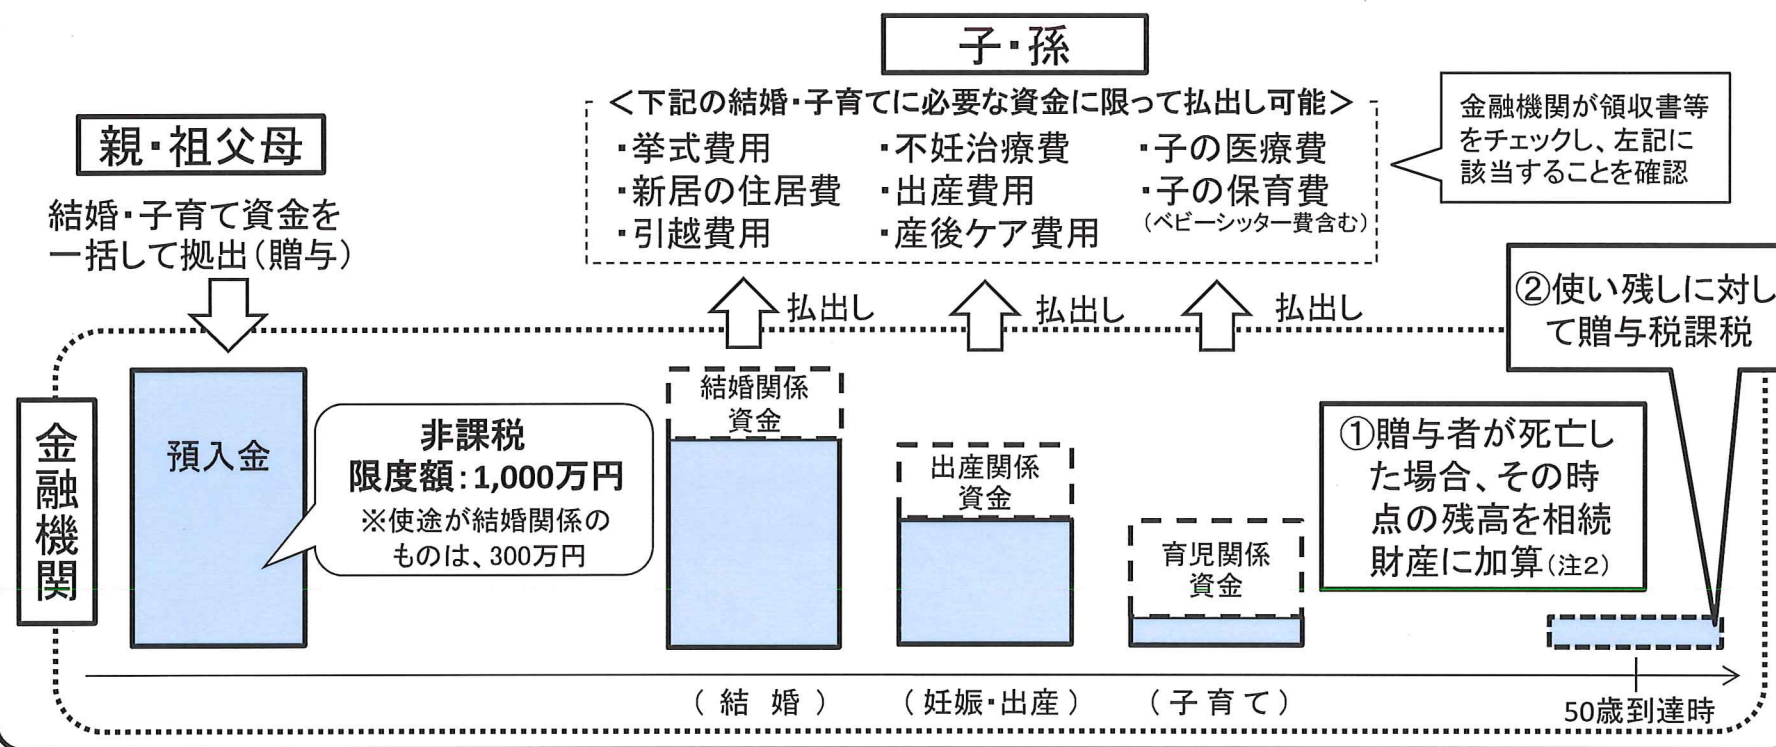 子・孫
＜下記の結婚・子育てに必要な資金に限って払出し可能＞
・挙式費用
・新居の住居費
・引越費用
・不妊治療費
・出産費用
・産後ケア費用
・子の医療費
・子の保育費
（ベビーシッター費含む）
金融機関が領収書等
をチェックし、左記に
該当することを確認
親・祖父母
結婚・子育て資金を
一括して拠出（贈与）
払出し
払出し
払出し
②使い残しに対し
て贈与税課税
金融機関
預入金
非課税
限度額：1,000万円
※使途が結婚関係の
ものは、300万円
結婚関係
資金
出産関係
資金
育児関係
資金
①贈与者が死亡し
た場合、その時
点の残高を相続
財産に加算（注2）
（結婚）
（妊娠・出産）
（子育て）
50歳到達時